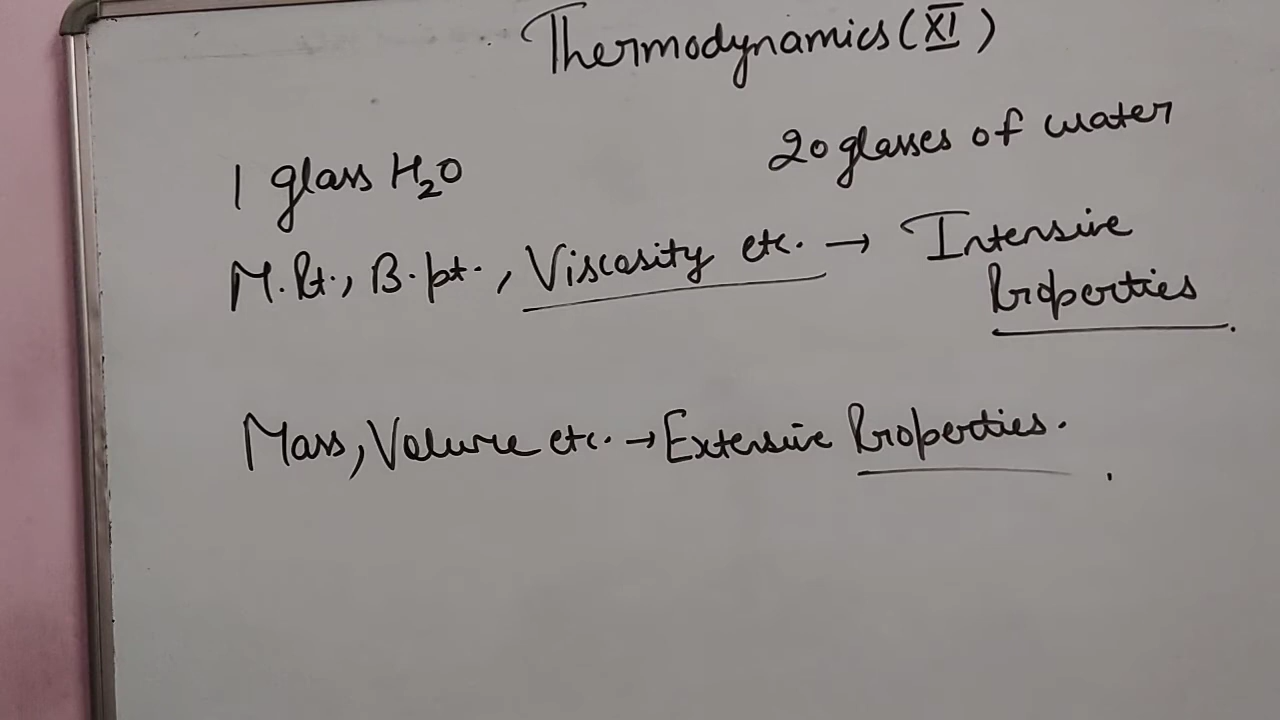 Thermodynamics (XI)
1 glass H₂O 20 glasses of water
M.Pt., B.pt., Viscosity etc. → Intensive
Properties.
Mass, Volume etc. → Extensive Properties.